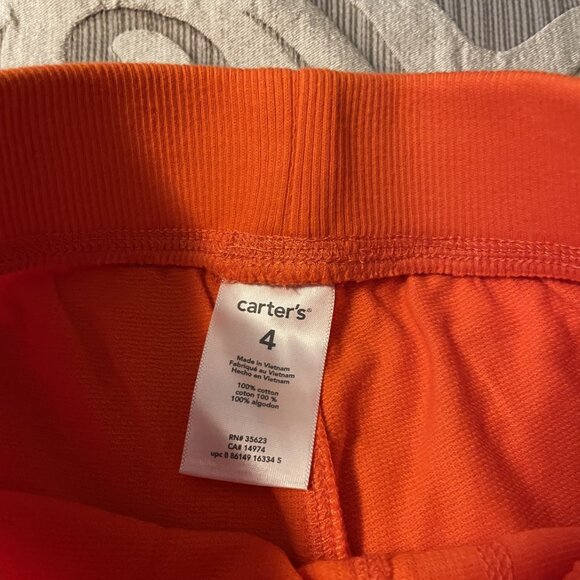 carter's®
4
Made in Vietnam
Fabriqué au Vietnam
Hecho en Vietnam
100% cotton
coton 100 %
100% algodon
RN# 35623
CA# 14974
upc 8 86149 16334 5